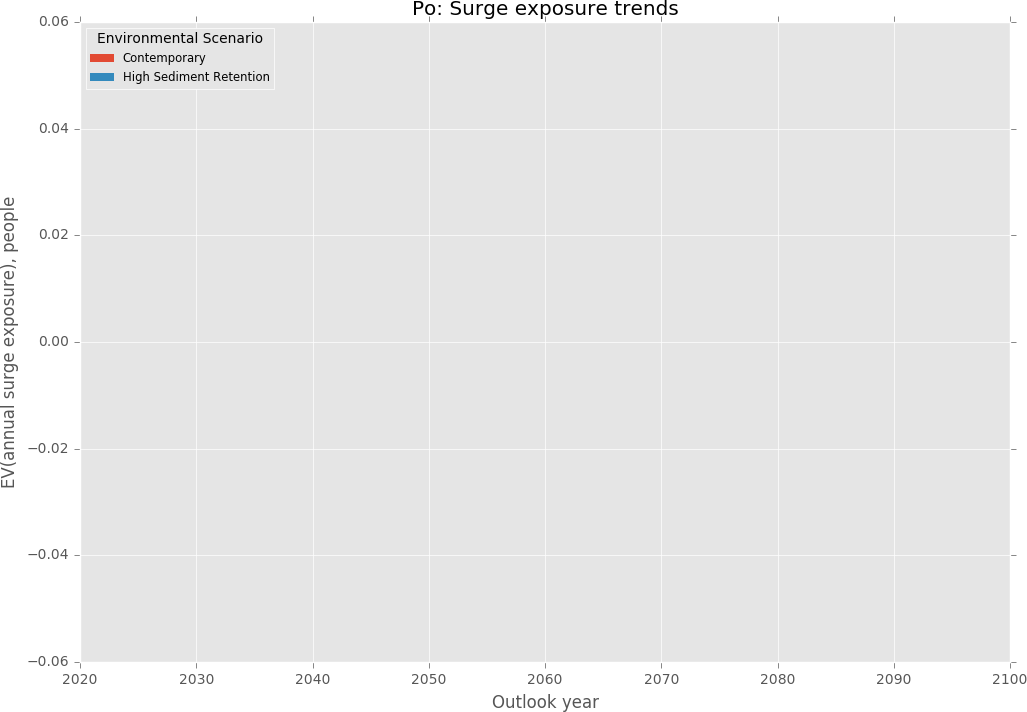 Po: Surge exposure trends
Environmental Scenario
Contemporary
High Sediment Retention
EV(annual surge exposure), people
0.06
0.04
0.02
0.00
−0.02
−0.04
−0.06
2020 2030 2040 2050 2060 2070 2080 2090 2100
Outlook year